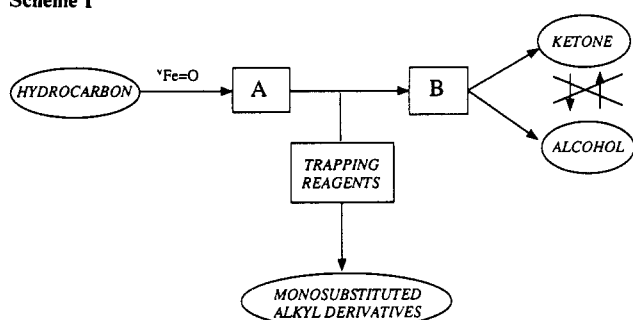 Scheme 1
HYDROCARBON
ᵛFe=O
A
B
KETONE
ALCOHOL
TRAPPING
REAGENTS
MONOSUBSTITUTED
ALKYL DERIVATIVES